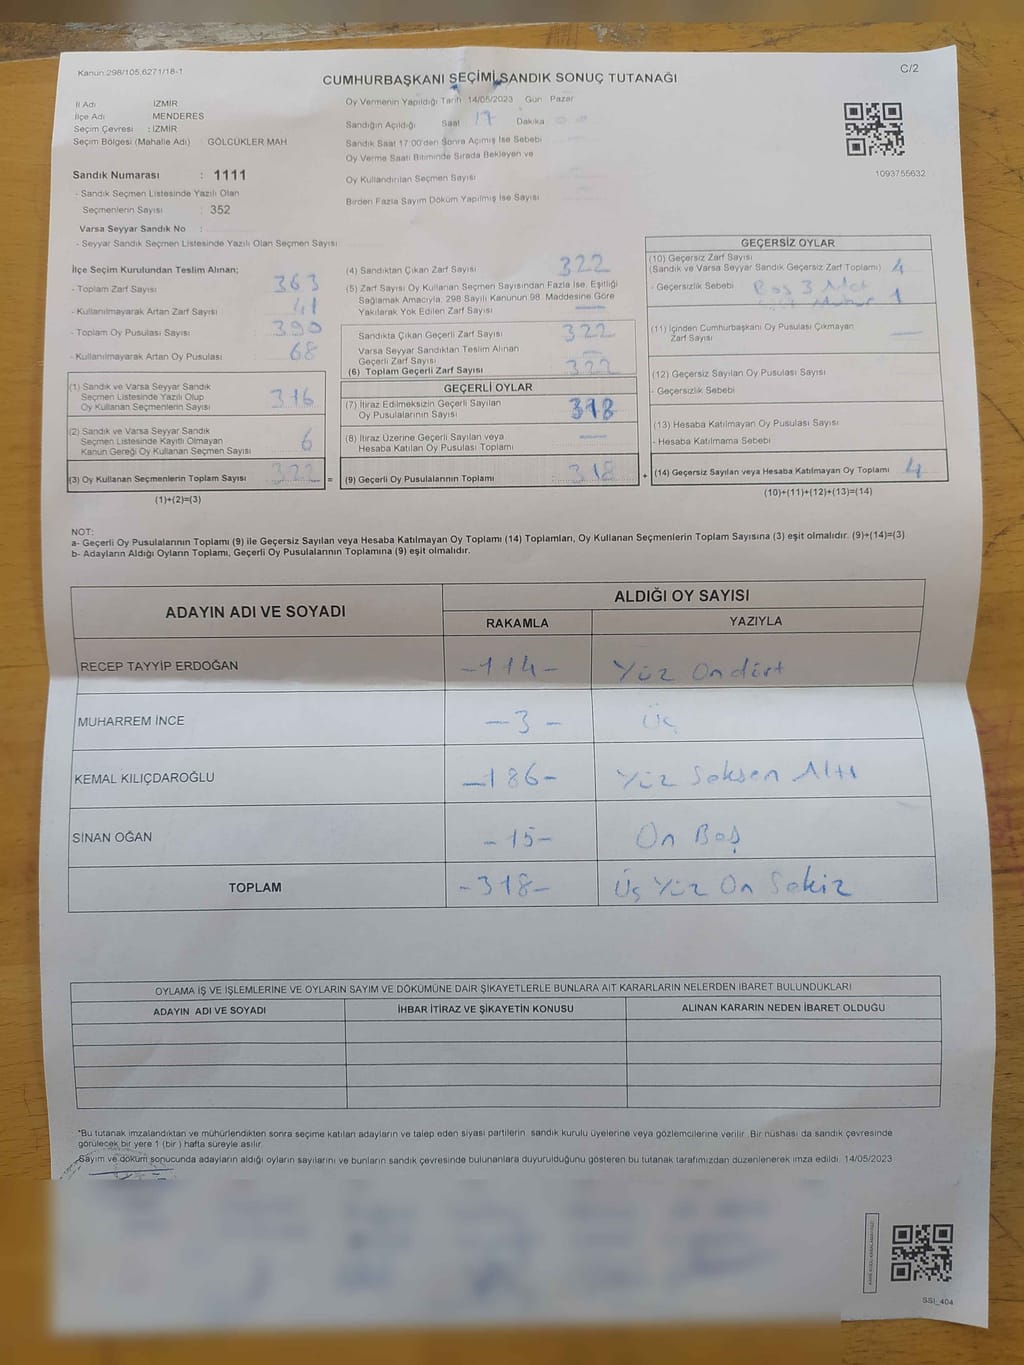 Kanun:298/105,6271/18-1
C/2
CUMHURBAŞKANI SEÇİMİ SANDIK SONUÇ TUTANAĞI
İl Adı İZMİR
İlçe Adı MENDERES
Seçim Çevresi : İZMİR
Seçim Bölgesi (Mahalle Adı) GÖLCÜKLER MAH
Sandık Numarası : 1111
- Sandık Seçmen Listesinde Yazılı Olan
Seçmenlerin Sayısı : 352
Varsa Seyyar Sandık No :
- Seyyar Sandık Seçmen Listesinde Yazılı Olan Seçmen Sayısı
Oy Vermenin Yapıldığı Tarih 14/05/2023 Gün : Pazar
Sandığın Açıldığı Saat 17 Dakika
Sandık Saat 17:00'den Sonra Açımış İse Sebebi
Oy Verme Saati Bitiminde Sırada Bekleyen ve
Oy Kullandırılan Seçmen Sayısı
Birden Fazla Sayım Döküm Yapılmış İse Sayısı
1093755632
İlçe Seçim Kurulundan Teslim Alınan;
- Toplam Zarf Sayısı 363
- Kullanılmayarak Artan Zarf Sayısı 41
- Toplam Oy Pusulası Sayısı 390
- Kullanılmayarak Artan Oy Pusulası 68
(1) Sandık ve Varsa Seyyar Sandık
Seçmen Listesinde Yazılı Olup
Oy Kullanan Seçmenlerin Sayısı 316
(2) Sandık ve Varsa Seyyar Sandık
Seçmen Listesinde Kayıtlı Olmayan
Kanun Gereği Oy Kullanan Seçmen Sayısı 6
(3) Oy Kullanan Seçmenlerin Toplam Sayısı 322 =
(1)+(2)=(3)
(4) Sandıktan Çıkan Zarf Sayısı 322
(5) Zarf Sayısı Oy Kullanan Seçmen Sayısından Fazla İse, Eşitliği
Sağlamak Amacıyla, 298 Sayılı Kanunun 98. Maddesine Göre
Yakılarak Yok Edilen Zarf Sayısı
Sandıkta Çıkan Geçerli Zarf Sayısı 322
Varsa Seyyar Sandıktan Teslim Alınan
Geçerli Zarf Sayısı
(6) Toplam Geçerli Zarf Sayısı 322
GEÇERLİ OYLAR
(7) İtiraz Edilmeksizin Geçerli Sayılan
Oy Pusulalarının Sayısı 318
(8) İtiraz Üzerine Geçerli Sayılan veya
Hesaba Katılan Oy Pusulası Toplamı
(9) Geçerli Oy Pusulalarının Toplamı 318 +
GEÇERSİZ OYLAR
(10) Geçersiz Zarf Sayısı
(Sandık ve Varsa Seyyar Sandık Geçersiz Zarf Toplamı) 4
- Geçersizlik Sebebi Boş 3
1
(11) İçinden Cumhurbaşkanı Oy Pusulası Çıkmayan
Zarf Sayısı
(12) Geçersiz Sayılan Oy Pusulası Sayısı
- Geçersizlik Sebebi
(13) Hesaba Katılmayan Oy Pusulası Sayısı
- Hesaba Katılmama Sebebi
(14) Geçersiz Sayılan veya Hesaba Katılmayan Oy Toplamı 4
(10)+(11)+(12)+(13)=(14)
NOT:
a- Geçerli Oy Pusulalarının Toplamı (9) ile Geçersiz Sayılan veya Hesaba Katılmayan Oy Toplamı (14) Toplamları, Oy Kullanan Seçmenlerin Toplam Sayısına (3) eşit olmalıdır. (9)+(14)=(3)
b- Adayların Aldığı Oyların Toplamı, Geçerli Oy Pusulalarının Toplamına (9) eşit olmalıdır.
ADAYIN ADI VE SOYADI ALDIĞI OY SAYISI
RAKAMLA YAZIYLA
RECEP TAYYİP ERDOĞAN -114- Yüz Ondört
MUHARREM İNCE -3- Üç
KEMAL KILIÇDAROĞLU -186- Yüz Seksen Altı
SİNAN OĞAN -15- On Beş
TOPLAM -318- Üç Yüz On Sekiz
OYLAMA İŞ VE İŞLEMLERİNE VE OYLARIN SAYIM VE DÖKÜMÜNE DAİR ŞİKAYETLERLE BUNLARA AİT KARARLARIN NELERDEN İBARET BULUNDUKLARI
ADAYIN ADI VE SOYADI İHBAR İTİRAZ VE ŞİKAYETİN KONUSU ALINAN KARARIN NEDEN İBARET OLDUĞU
*Bu tutanak imzalandıktan ve mühürlendikten sonra seçime katılan adayların ve talep eden siyasi partilerin sandık kurulu üyelerine veya gözlemcilerine verilir. Bir nüshası da sandık çevresinde
görülecek bir yere 1 (bir) hafta süreyle asılır.
Sayım ve döküm sonucunda adayların aldığı oyların sayılarını ve bunların sandık çevresinde bulunanlara duyurulduğunu gösteren bu tutanak tarafımızdan düzenlenerek imza edildi. 14/05/2023
SSI_404